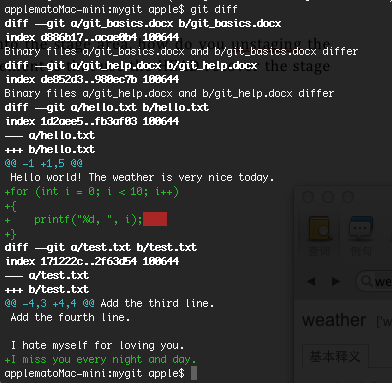 applematoMac-mini:mygit apple$ git diff
diff --git a/git_basics.docx b/git_basics.docx
index d886b17..acae0b4 100644
Binary files a/git_basics.docx and b/git_basics.docx differ
diff --git a/git_help.docx b/git_help.docx
index de852d3..980ec7b 100644
Binary files a/git_help.docx and b/git_help.docx differ
diff --git a/hello.txt b/hello.txt
index 1d2aee5..fb3af03 100644
--- a/hello.txt
+++ b/hello.txt
@@ -1 +1,5 @@
Hello world! The weather is very nice today.
+for (int i = 0; i < 10; i++)
+{
+    printf("%d, ", i);
+}
diff --git a/test.txt b/test.txt
index 171222c..2f63d54 100644
--- a/test.txt
+++ b/test.txt
@@ -4,3 +4,4 @@ Add the third line.
Add the fourth line.
I hate myself for loving you.
+I miss you every night and day.
applematoMac-mini:mygit apple$
weather
基本释义